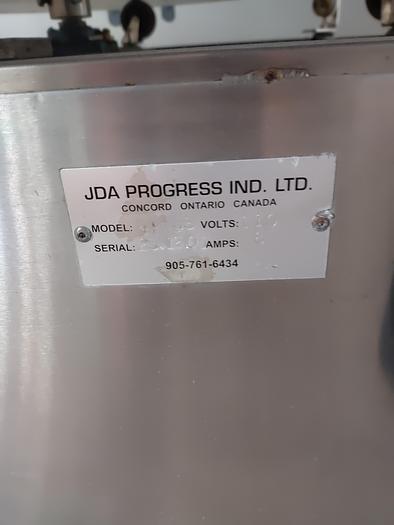 JDA PROGRESS IND. LTD.
CONCORD ONTARIO CANADA
MODEL: VOLTS:
SERIAL: AMPS:
905-761-6434